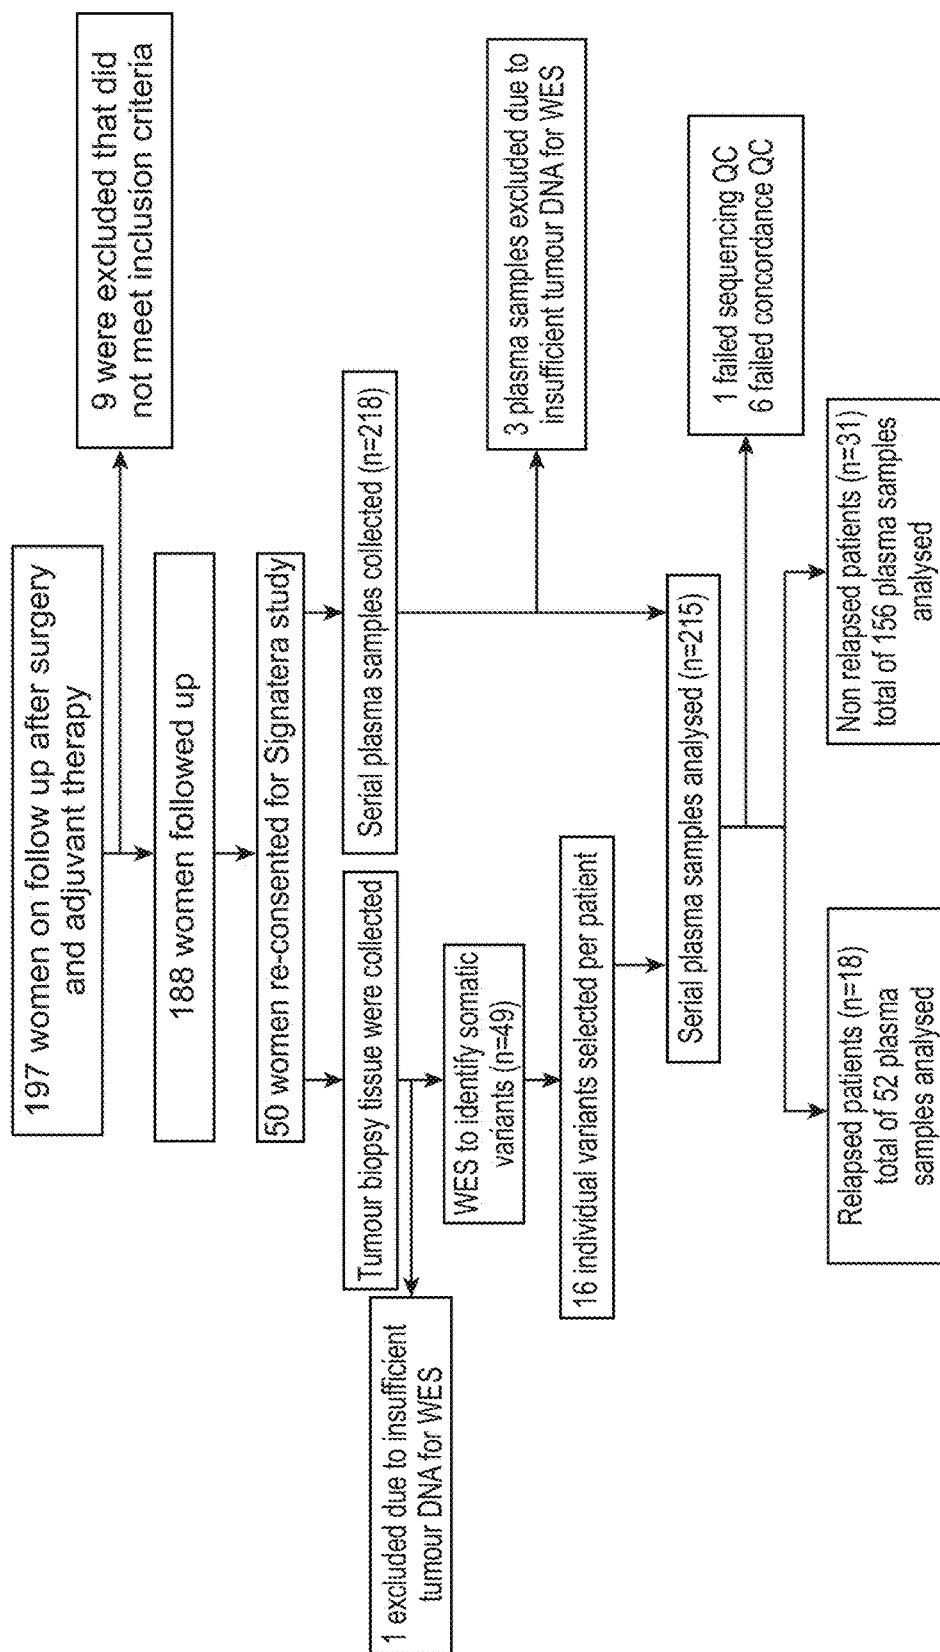 197 women on follow up after surgery
and adjuvant therapy
9 were excluded that did
not meet inclusion criteria
188 women followed up
50 women re-consented for Signatera study
Tumour biopsy tissue were collected
Serial plasma samples collected (n=218)
1 excluded due to insufficient
tumour DNA for WES
WES to identify somatic
variants (n=49)
3 plasma samples excluded due to
insufficient tumour DNA for WES
16 individual variants selected per patient
Serial plasma samples analysed (n=215)
1 failed sequencing QC
6 failed concordance QC
Relapsed patients (n=18)
total of 52 plasma
samples analysed
Non relapsed patients (n=31)
total of 156 plasma samples
analysed